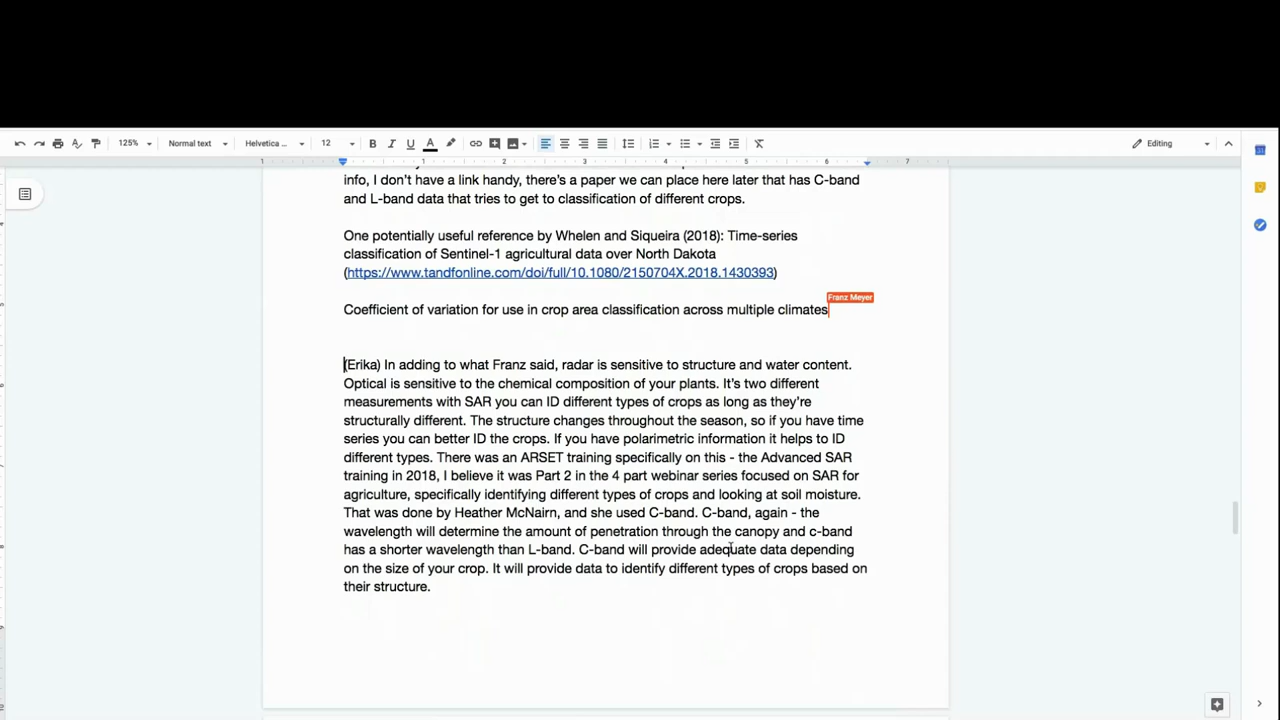 125%
Normal text
Helvetica ...
12
Editing
1 1 2 3 4 5 6 7
info, I don't have a link handy, there's a paper we can place here later that has C-band
and L-band data that tries to get to classification of different crops.
One potentially useful reference by Whelen and Siqueira (2018): Time-series
classification of Sentinel-1 agricultural data over North Dakota
(https://www.tandfonline.com/doi/full/10.1080/2150704X.2018.1430393)
Franz Meyer
Coefficient of variation for use in crop area classification across multiple climates
(Erika) In adding to what Franz said, radar is sensitive to structure and water content.
Optical is sensitive to the chemical composition of your plants. It's two different
measurements with SAR you can ID different types of crops as long as they're
structurally different. The structure changes throughout the season, so if you have time
series you can better ID the crops. If you have polarimetric information it helps to ID
different types. There was an ARSET training specifically on this - the Advanced SAR
training in 2018, I believe it was Part 2 in the 4 part webinar series focused on SAR for
agriculture, specifically identifying different types of crops and looking at soil moisture.
That was done by Heather McNairn, and she used C-band. C-band, again - the
wavelength will determine the amount of penetration through the canopy and c-band
has a shorter wavelength than L-band. C-band will provide adequate data depending
on the size of your crop. It will provide data to identify different types of crops based on
their structure.